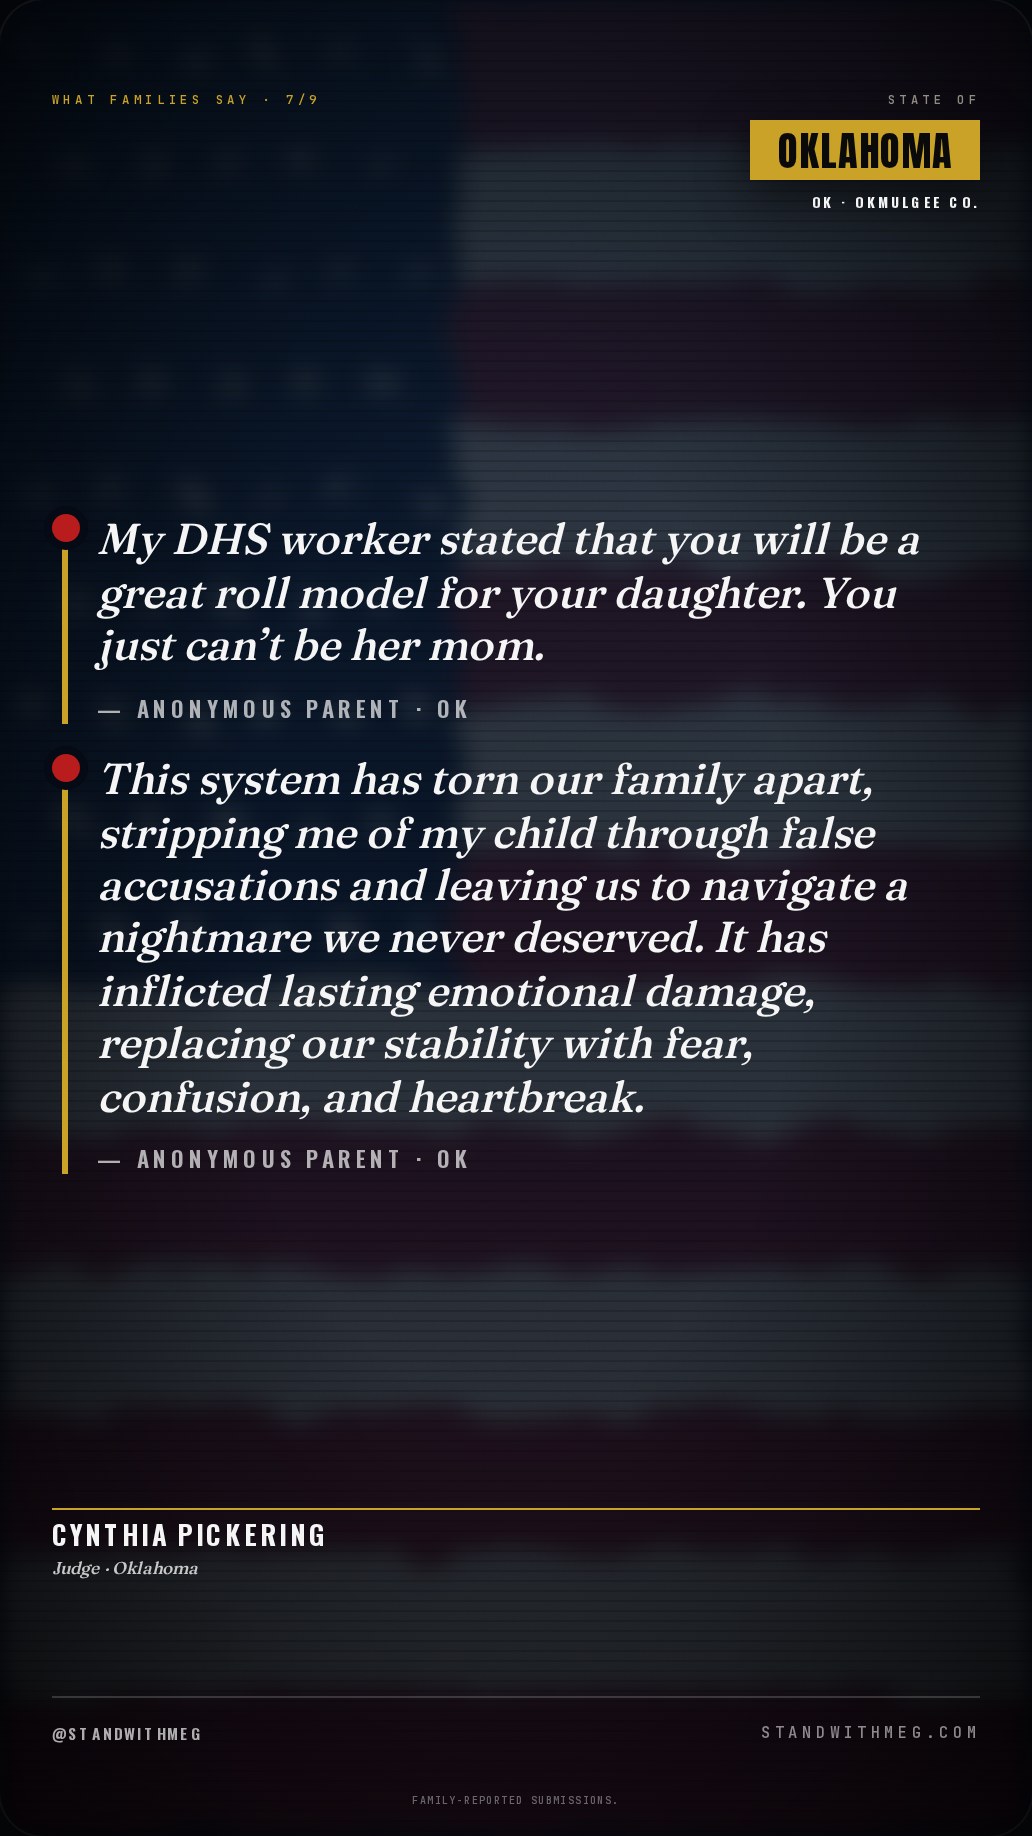 WHAT FAMILIES SAY · 7/9
STATE OF
OKLAHOMA
OK · OKMULGEE CO.
My DHS worker stated that you will be a
great roll model for your daughter. You
just can’t be her mom.
— ANONYMOUS PARENT · OK
This system has torn our family apart,
stripping me of my child through false
accusations and leaving us to navigate a
nightmare we never deserved. It has
inflicted lasting emotional damage,
replacing our stability with fear,
confusion, and heartbreak.
— ANONYMOUS PARENT · OK
CYNTHIA PICKERING
Judge · Oklahoma
@STANDWITHMEG
STANDWITHMEG.COM
FAMILY-REPORTED SUBMISSIONS.